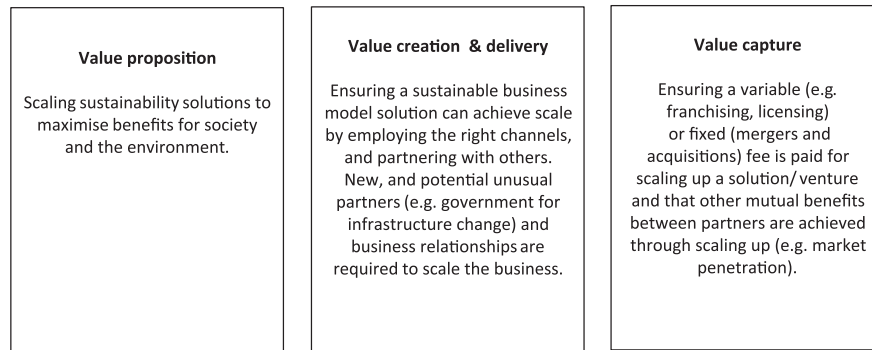 Value proposition
Scaling sustainability solutions to
maximise benefits for society
and the environment.
Value creation & delivery
Ensuring a sustainable business
model solution can achieve scale
by employing the right channels,
and partnering with others.
New, and potential unusual
partners (e.g. government for
infrastructure change) and
business relationships are
required to scale the business.
Value capture
Ensuring a variable (e.g.
franchising, licensing)
or fixed (mergers and
acquisitions) fee is paid for
scaling up a solution/ venture
and that other mutual benefits
between partners are achieved
through scaling up (e.g. market
penetration).